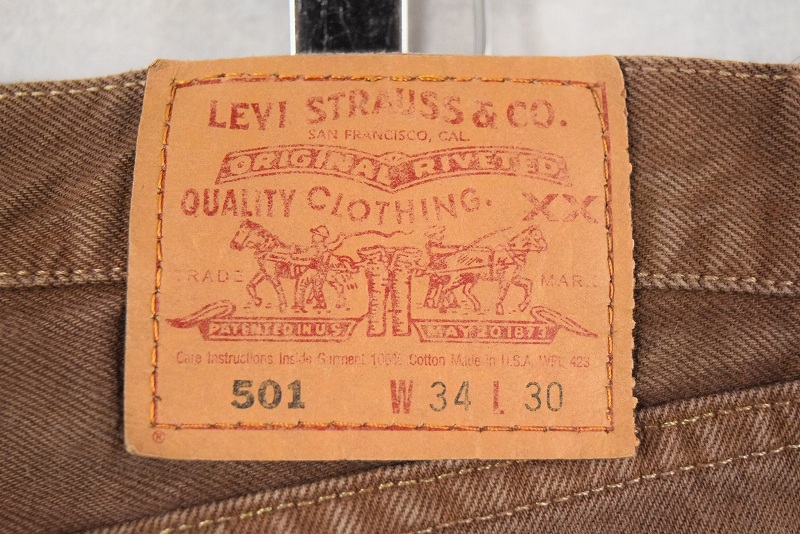 LEVI STRAUSS & CO.
SAN FRANCISCO, CAL.
ORIGINAL RIVETED
QUALITY CLOTHING. XX
TRADE MARK
PATENTED IN U.S. MAY 20 1873
Care Instructions Inside Garment 100% Cotton Made in U.S.A. WPL 423
501 W 34 L 30
®